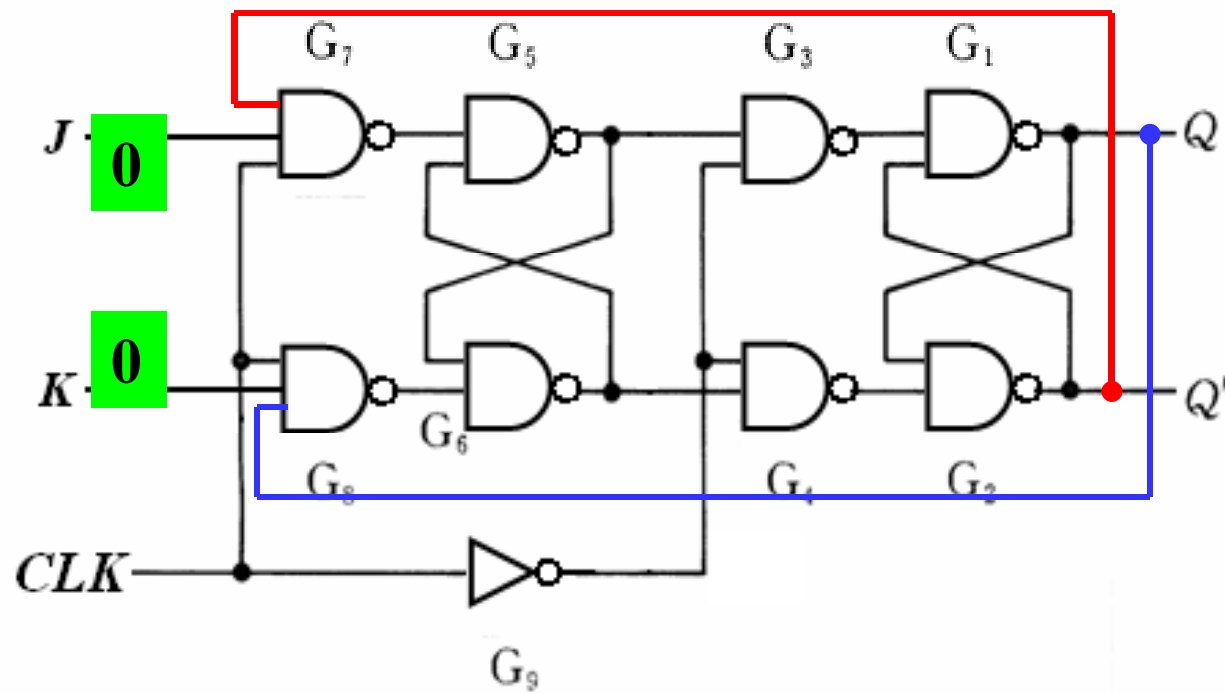 G₇ G₅ G₃ G₁
J 0 Q
K 0 Q'
G₆
G₈ G₄ G₂
CLK
G₉